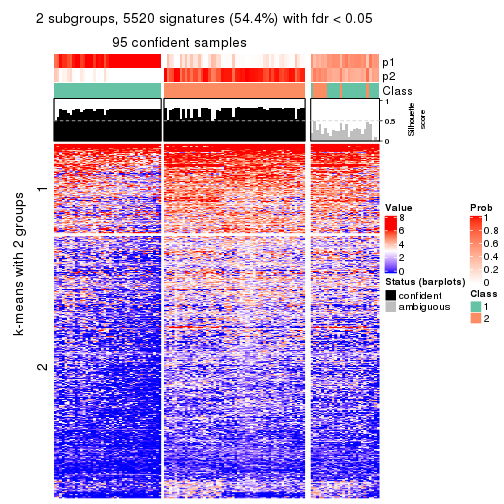 2 subgroups, 5520 signatures (54.4%) with fdr < 0.05
95 confident samples
p1
p2
Class
1
0.5
0
Silhouette
score
k-means with 2 groups
1
2
Value
8
6
4
2
0
Status (barplots)
confident
ambiguous
Prob
1
0.8
0.6
0.4
0.2
0
Class
1
2